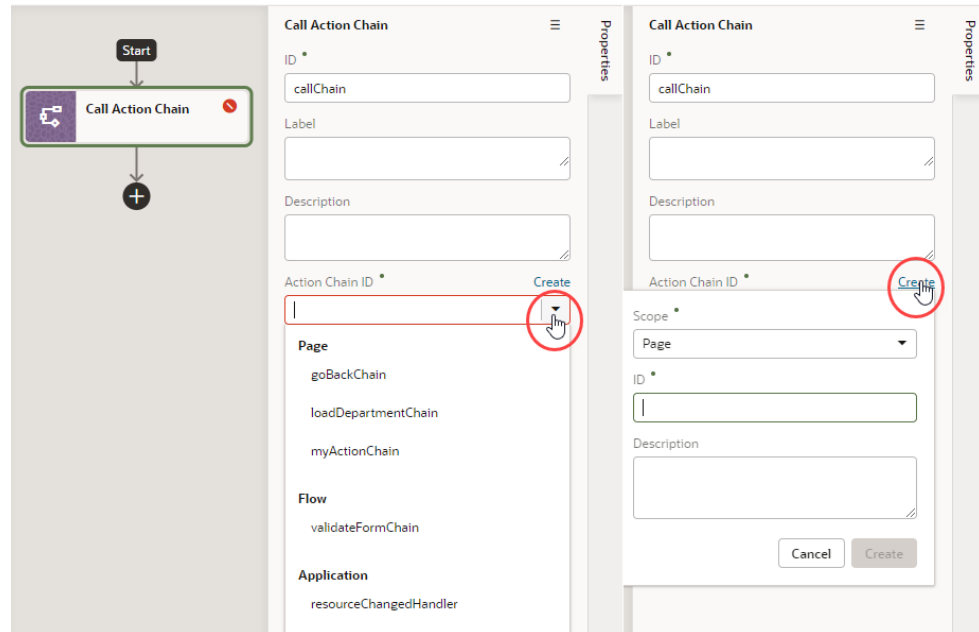 Start
Call Action Chain
Call Action Chain
ID
callChain
Label
Description
Action Chain ID Create
Page
goBackChain
loadDepartmentChain
myActionChain
Flow
validateFormChain
Application
resourceChangedHandler
Properties
Call Action Chain
ID
callChain
Label
Description
Action Chain ID Create
Scope
Page
ID
Description
Cancel Create
Properties